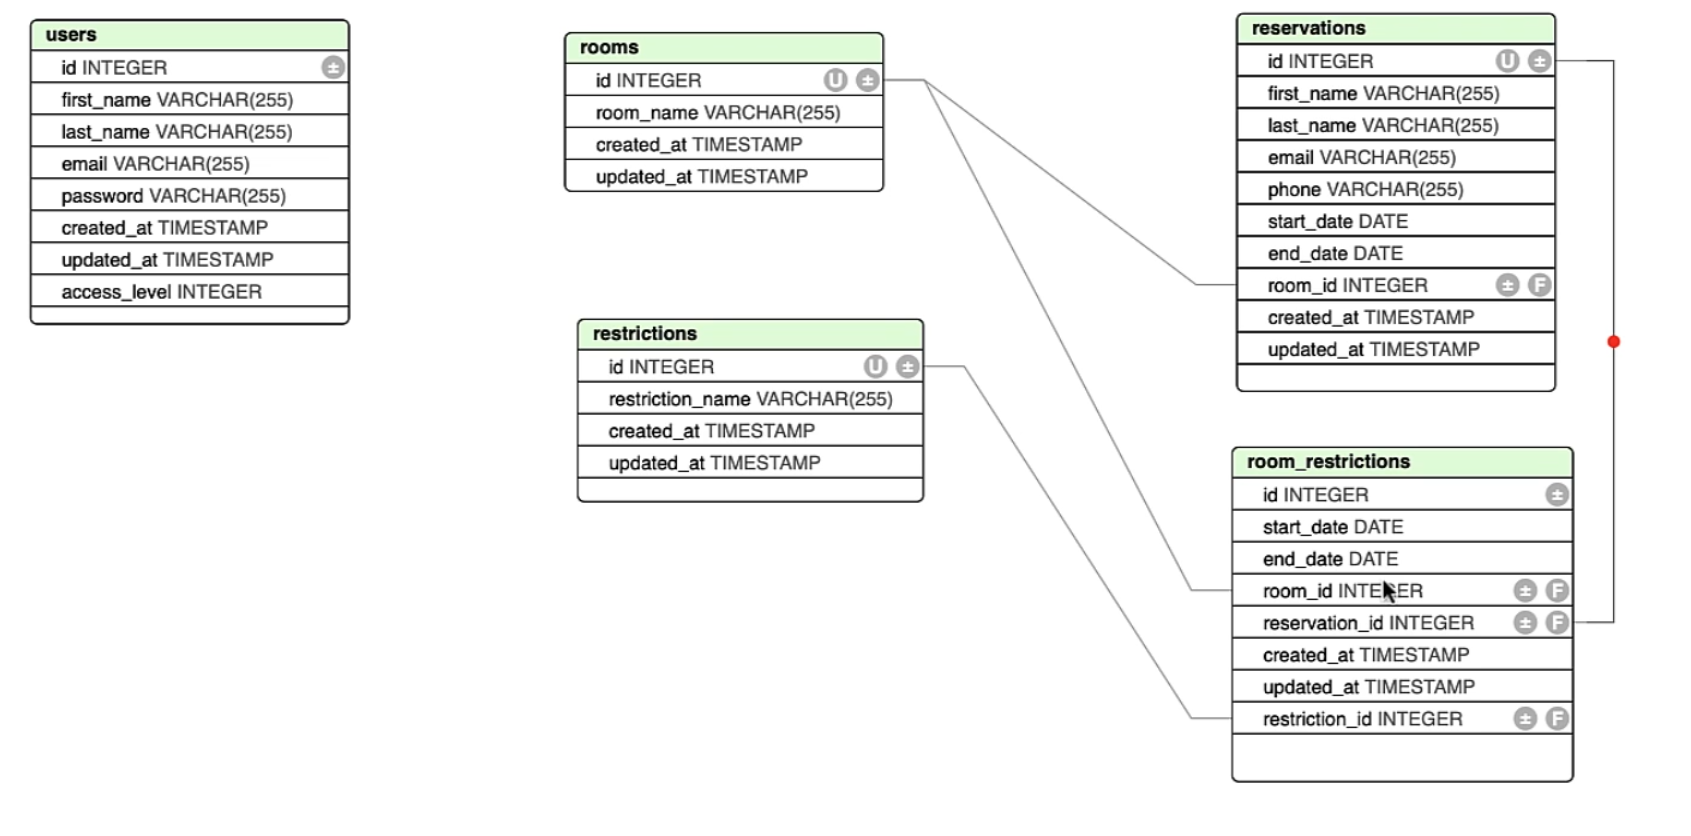 users
id INTEGER ±
first_name VARCHAR(255)
last_name VARCHAR(255)
email VARCHAR(255)
password VARCHAR(255)
created_at TIMESTAMP
updated_at TIMESTAMP
access_level INTEGER
rooms
id INTEGER U ±
room_name VARCHAR(255)
created_at TIMESTAMP
updated_at TIMESTAMP
restrictions
id INTEGER U ±
restriction_name VARCHAR(255)
created_at TIMESTAMP
updated_at TIMESTAMP
reservations
id INTEGER U ±
first_name VARCHAR(255)
last_name VARCHAR(255)
email VARCHAR(255)
phone VARCHAR(255)
start_date DATE
end_date DATE
room_id INTEGER ± F
created_at TIMESTAMP
updated_at TIMESTAMP
room_restrictions
id INTEGER ±
start_date DATE
end_date DATE
room_id INTEGER ± F
reservation_id INTEGER ± F
created_at TIMESTAMP
updated_at TIMESTAMP
restriction_id INTEGER ± F